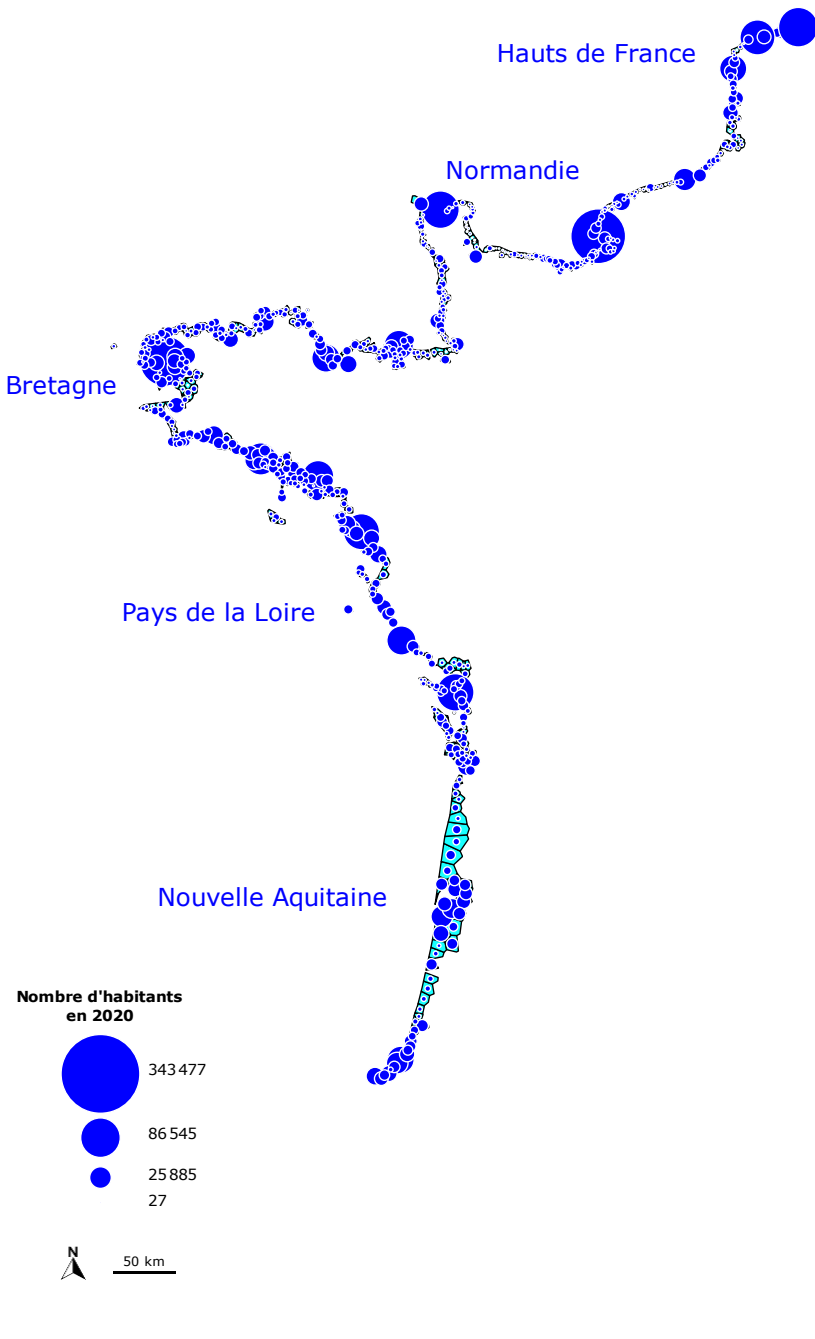 Hauts de France
Normandie
Bretagne
Pays de la Loire
Nouvelle Aquitaine
Nombre d'habitants
en 2020
343 477
86 545
25 885
27
N
50 km